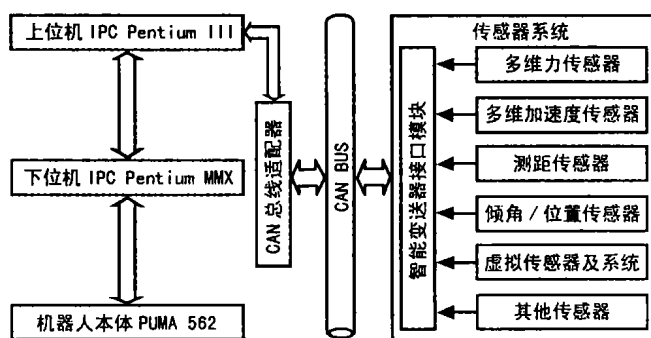 上位机 IPC Pentium III
下位机 IPC Pentium MMX
机器人本体 PUMA 562
CAN 总线适配器
CAN BUS
传感器系统
智能变送器接口模块
多维力传感器
多维加速度传感器
测距传感器
倾角/位置传感器
虚拟传感器及系统
其他传感器